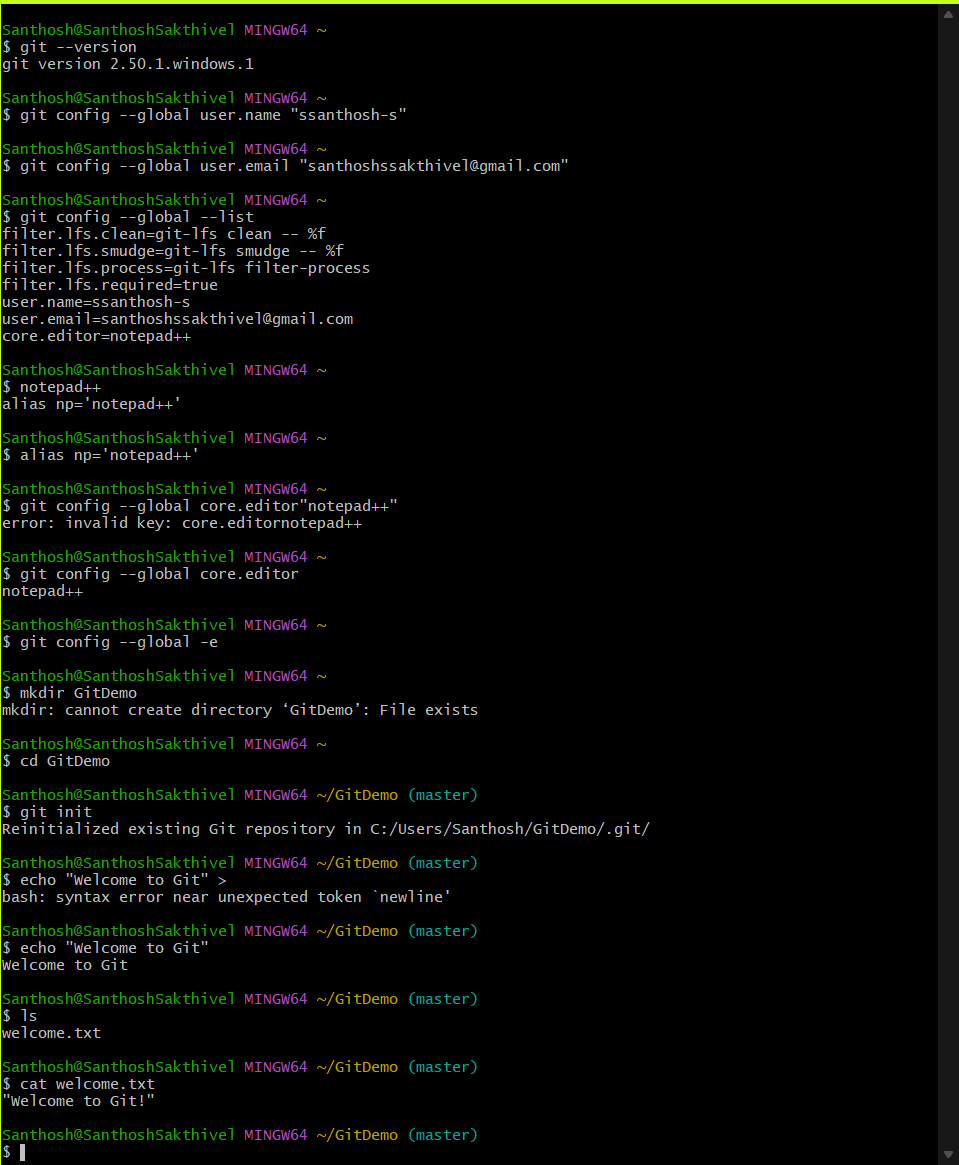 Santhosh@SanthoshSakthivel MINGW64 ~
$ git --version
git version 2.50.1.windows.1
Santhosh@SanthoshSakthivel MINGW64 ~
$ git config --global user.name "ssanthosh-s"
Santhosh@SanthoshSakthivel MINGW64 ~
$ git config --global user.email "santhoshssakthivel@gmail.com"
Santhosh@SanthoshSakthivel MINGW64 ~
$ git config --global --list
filter.lfs.clean=git-lfs clean -- %f
filter.lfs.smudge=git-lfs smudge -- %f
filter.lfs.process=git-lfs filter-process
filter.lfs.required=true
user.name=ssanthosh-s
user.email=santhoshssakthivel@gmail.com
core.editor=notepad++
Santhosh@SanthoshSakthivel MINGW64 ~
$ notepad++
alias np='notepad++'
Santhosh@SanthoshSakthivel MINGW64 ~
$ alias np='notepad++'
Santhosh@SanthoshSakthivel MINGW64 ~
$ git config --global core.editor"notepad++"
error: invalid key: core.editornotepad++
Santhosh@SanthoshSakthivel MINGW64 ~
$ git config --global core.editor
notepad++
Santhosh@SanthoshSakthivel MINGW64 ~
$ git config --global -e
Santhosh@SanthoshSakthivel MINGW64 ~
$ mkdir GitDemo
mkdir: cannot create directory ‘GitDemo’: File exists
Santhosh@SanthoshSakthivel MINGW64 ~
$ cd GitDemo
Santhosh@SanthoshSakthivel MINGW64 ~/GitDemo (master)
$ git init
Reinitialized existing Git repository in C:/Users/Santhosh/GitDemo/.git/
Santhosh@SanthoshSakthivel MINGW64 ~/GitDemo (master)
$ echo "Welcome to Git" >
bash: syntax error near unexpected token `newline'
Santhosh@SanthoshSakthivel MINGW64 ~/GitDemo (master)
$ echo "Welcome to Git"
Welcome to Git
Santhosh@SanthoshSakthivel MINGW64 ~/GitDemo (master)
$ ls
welcome.txt
Santhosh@SanthoshSakthivel MINGW64 ~/GitDemo (master)
$ cat welcome.txt
"Welcome to Git!"
Santhosh@SanthoshSakthivel MINGW64 ~/GitDemo (master)
$